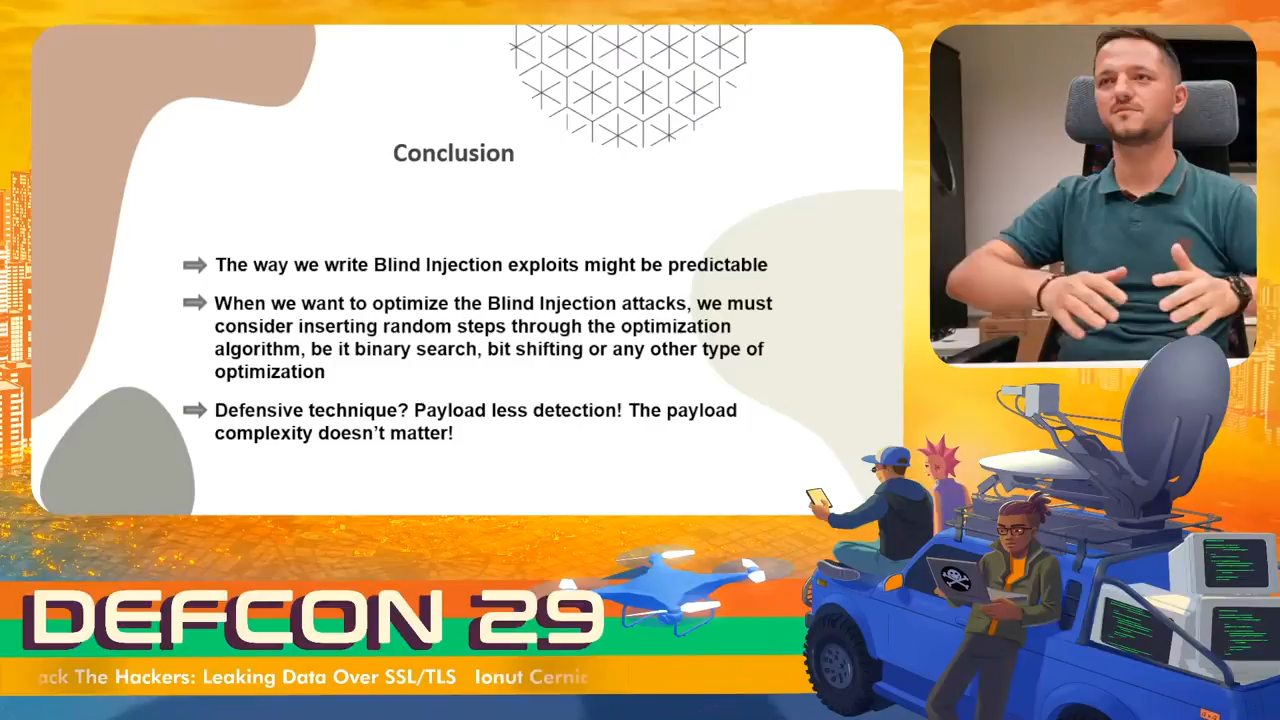 Conclusion
The way we write Blind Injection exploits might be predictable
When we want to optimize the Blind Injection attacks, we must
consider inserting random steps through the optimization
algorithm, be it binary search, bit shifting or any other type of
optimization
Defensive technique? Payload less detection! The payload
complexity doesn't matter!
DEFCON 29
ack The Hackers: Leaking Data Over SSL/TLS Ionut Cernic